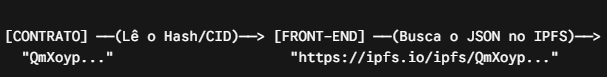 [CONTRATO] ——(Lê o Hash/CID)——> [FRONT-END] ——(Busca o JSON no IPFS)——>
"QmXoyp..." "https://ipfs.io/ipfs/QmXoyp..."